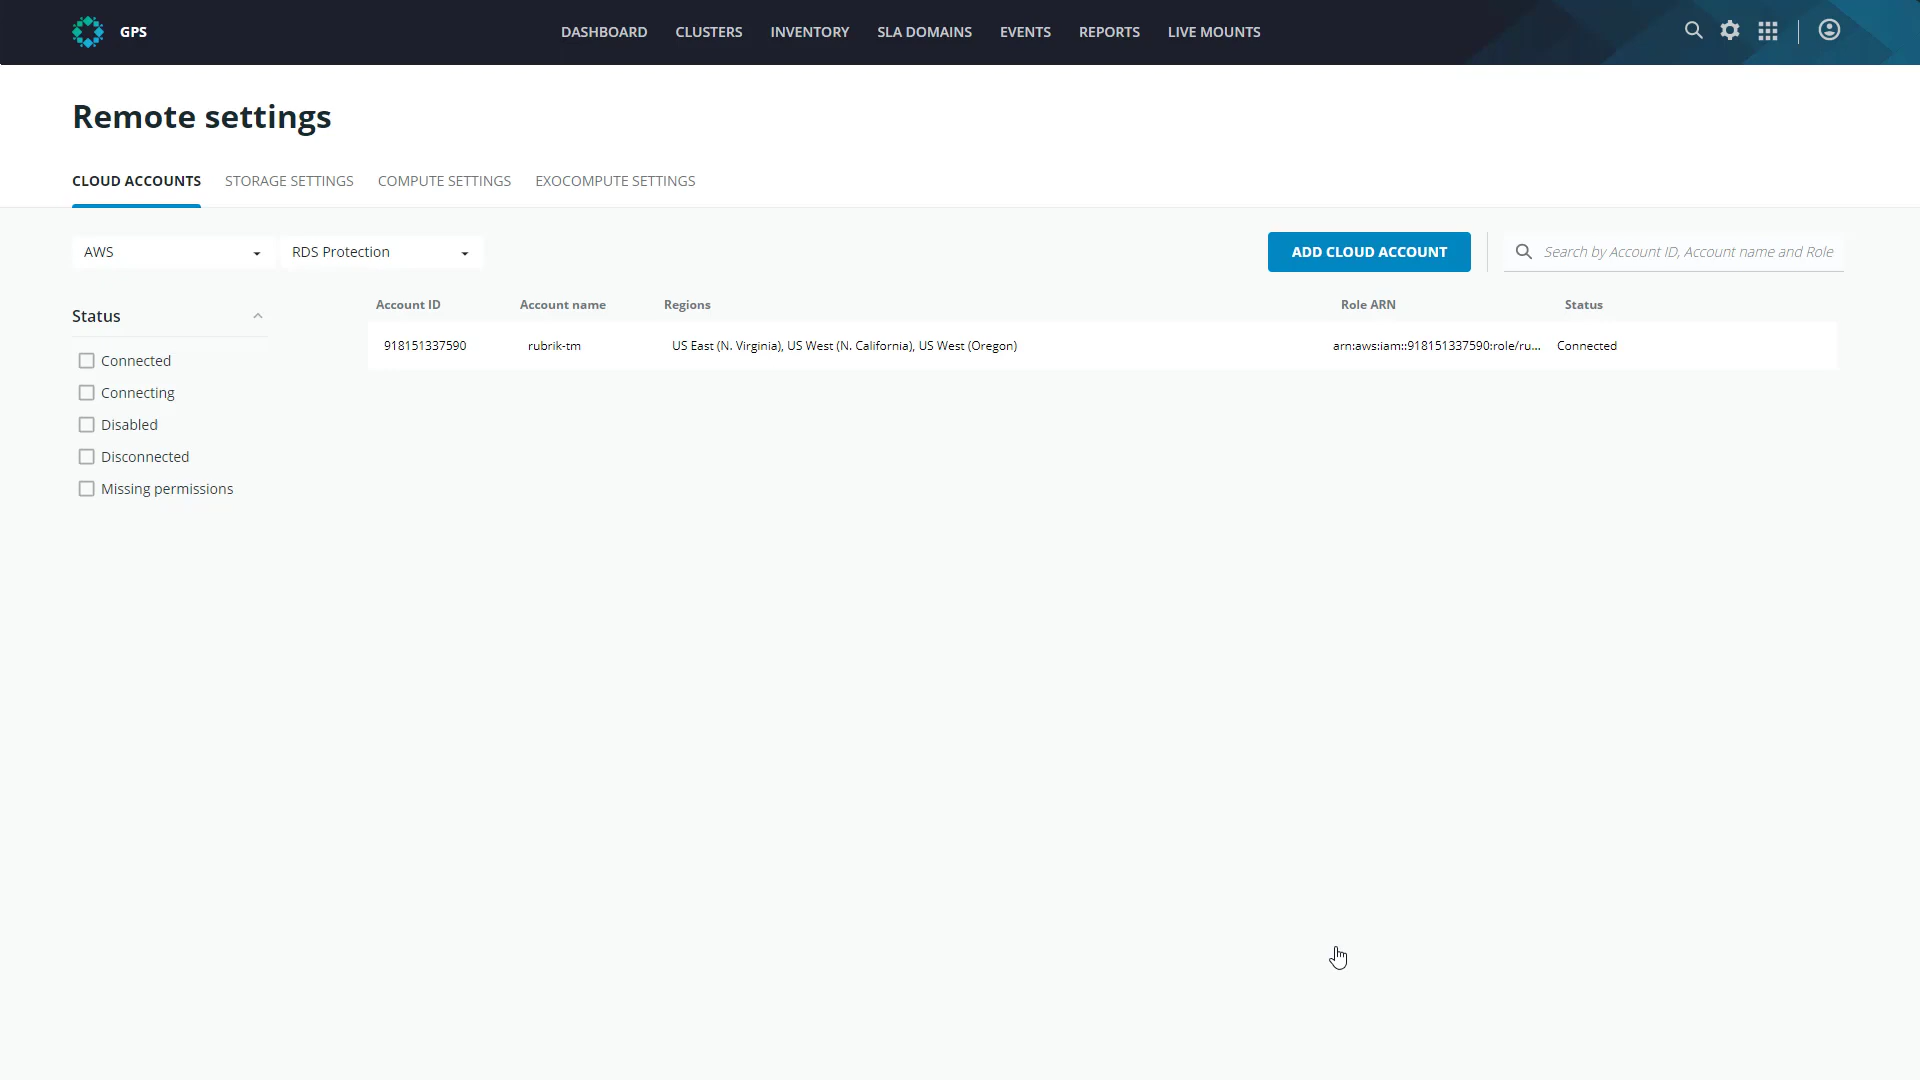 GPS
DASHBOARD CLUSTERS INVENTORY SLA DOMAINS EVENTS REPORTS LIVE MOUNTS
Remote settings
CLOUD ACCOUNTS STORAGE SETTINGS COMPUTE SETTINGS EXOCOMPUTE SETTINGS
AWS RDS Protection ADD CLOUD ACCOUNT Search by Account ID, Account name and Role
Account ID Account name Regions Role ARN Status
918151337590 rubrik-tm US East (N. Virginia), US West (N. California), US West (Oregon) arn:aws:iam::918151337590:role/ru... Connected
Status
Connected
Connecting
Disabled
Disconnected
Missing permissions